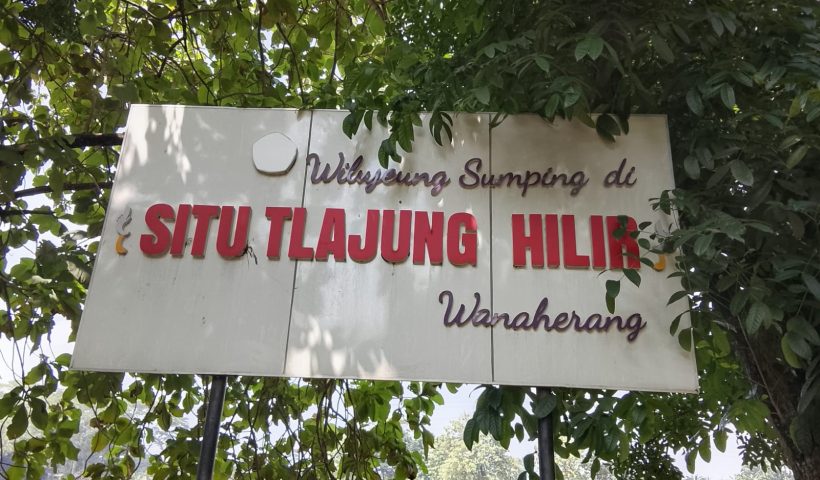 Wilujeung Sumping di
SITU TLAJUNG HILIR
Wanaherang